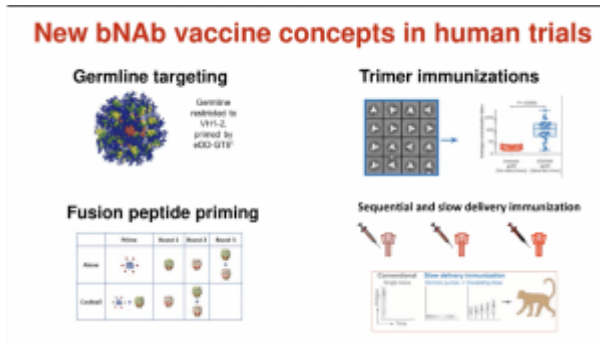 New bNAb vaccine concepts in human trials
Germline targeting
Germline
restricted to
VH1-2,
primed by
eOD-GT8
Trimer immunizations
Fusion peptide priming
Prime
Boost 1
Boost 2
Boost 3
Prime
Cocktail
Sequential and slow delivery immunization
Conventional
Slow delivery immunization
Time